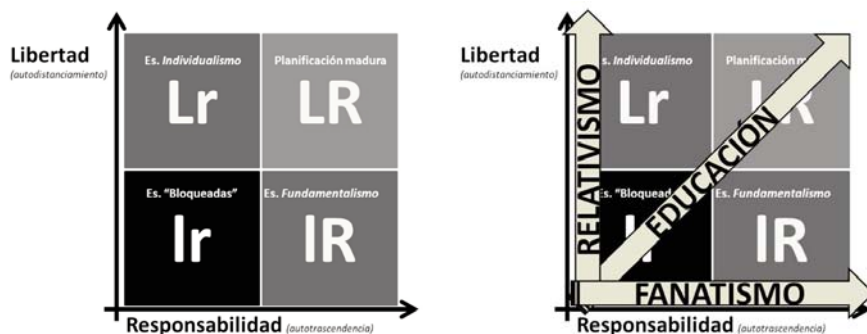 Libertad
(autodistanciamiento)
Es. Individualismo
Planificación madura
Lr
LR
Es. "Bloqueadas"
Es. Fundamentalismo
lr
lR
Responsabilidad (autotrascendencia)
Libertad
(autodistanciamiento)
Es. Individualismo
Planificación
Lr
LR
RELATIVISMO
EDUCACIÓN
Es. "Bloquead
Es. Fundamentalismo
lR
FANATISMO
Responsabilidad (autotrascendencia)